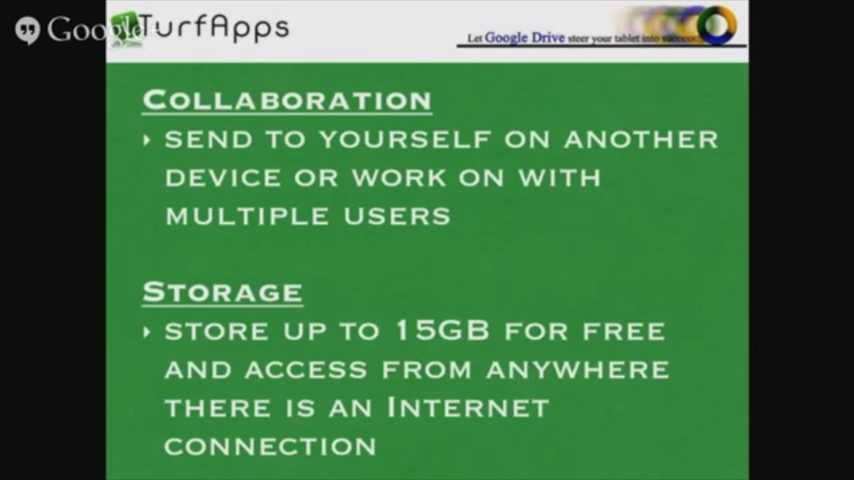 Google+
TurfApps
Let Google Drive steer your tablet into success!
COLLABORATION
SEND TO YOURSELF ON ANOTHER
DEVICE OR WORK ON WITH
MULTIPLE USERS
STORAGE
STORE UP TO 15GB FOR FREE
AND ACCESS FROM ANYWHERE
THERE IS AN INTERNET
CONNECTION